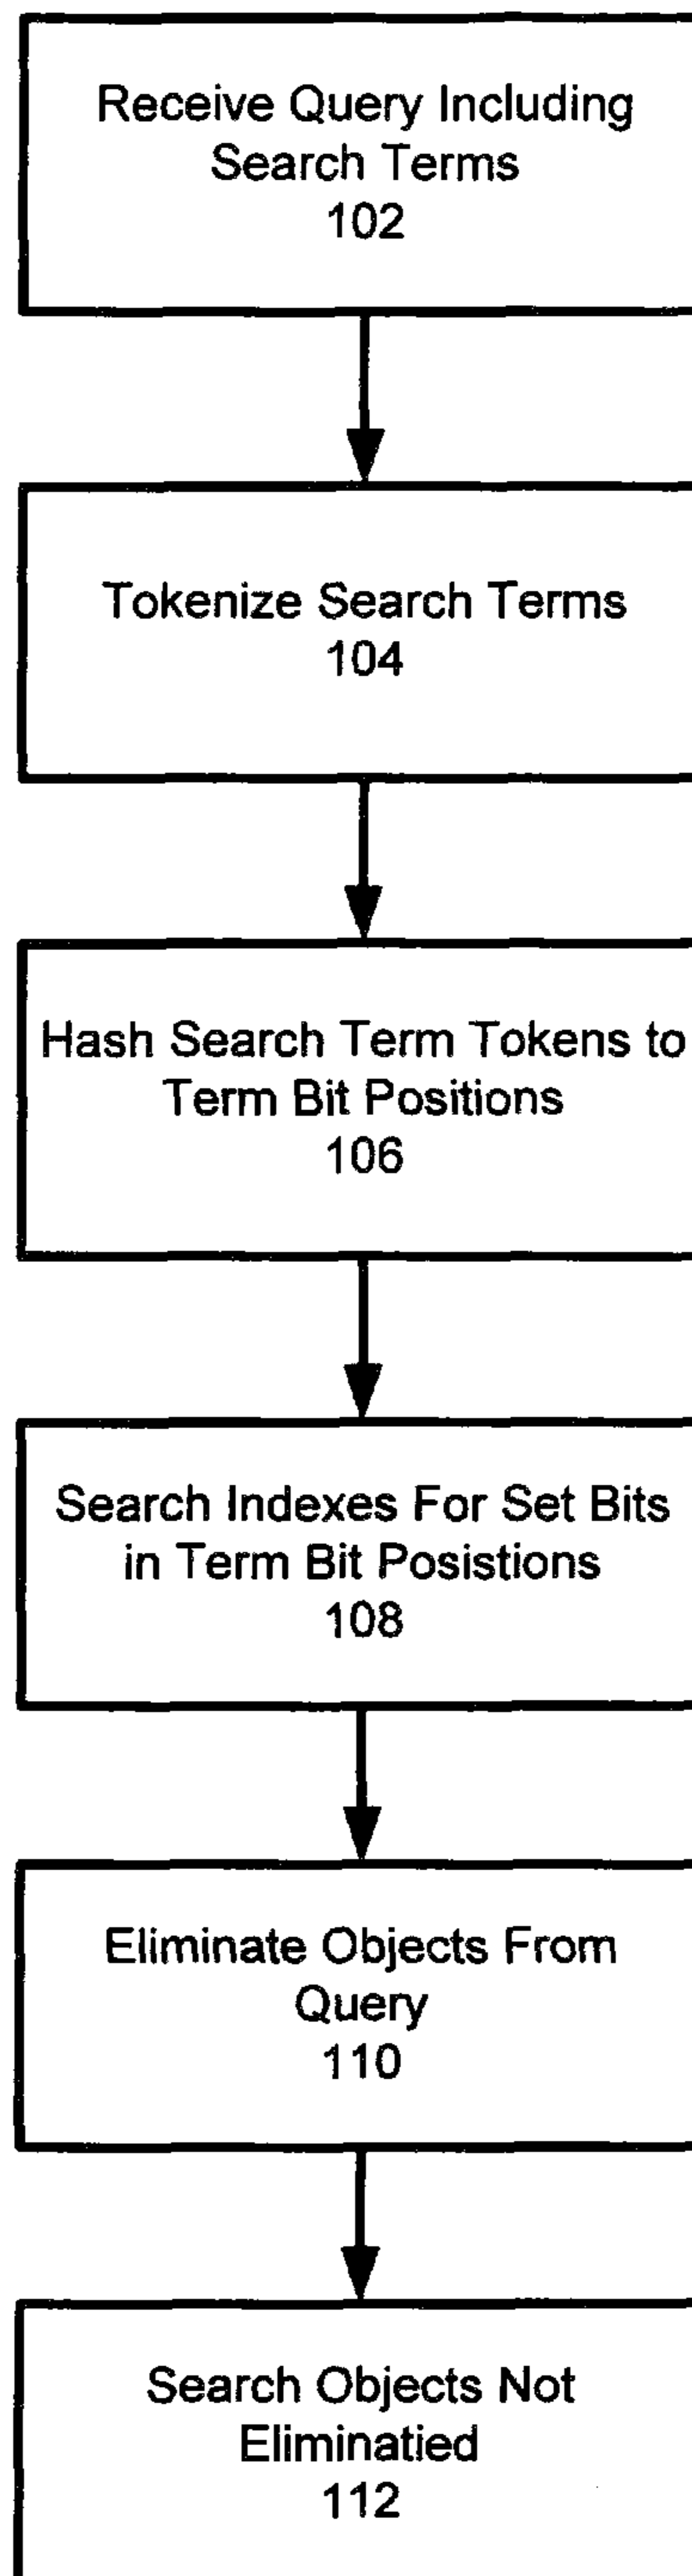 Receive Query Including
Search Terms
102
Tokenize Search Terms
104
Hash Search Term Tokens to
Term Bit Positions
106
Search Indexes For Set Bits
in Term Bit Posistions
108
Eliminate Objects From
Query
110
Search Objects Not
Eliminatied
112